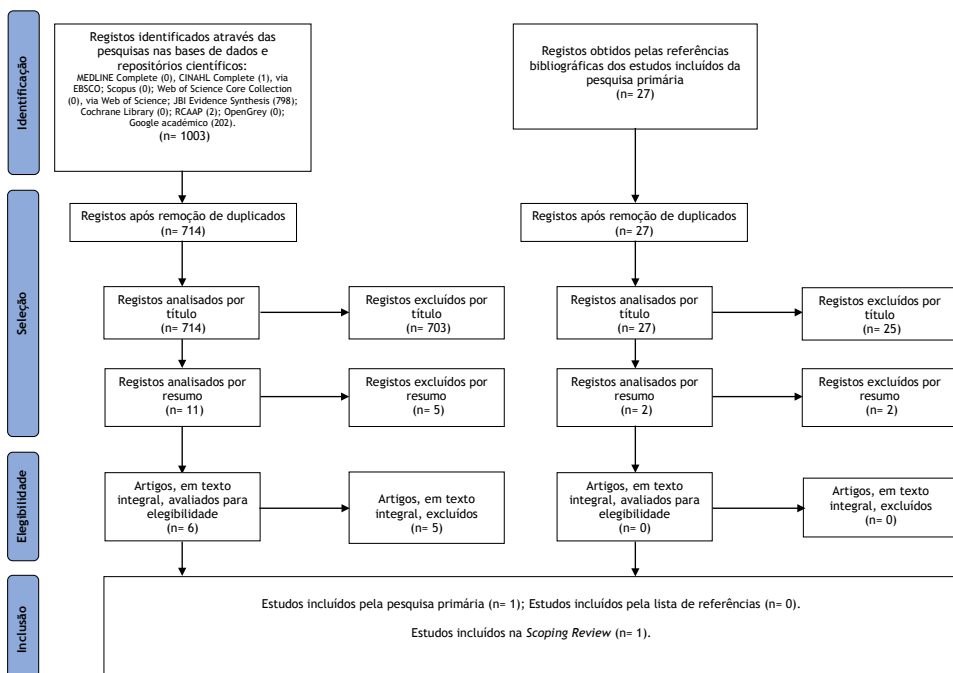 Identificação
Registos identificados através das
pesquisas nas bases de dados e
repositórios científicos:
MEDLINE Complete (0), CINAHL Complete (1), via
EBSCO; Scopus (0); Web of Science Core Collection
(0), via Web of Science; JBI Evidence Synthesis (798);
Cochrane Library (0); RCAAP (2); OpenGrey (0);
Google académico (202).
(n= 1003)
Registos obtidos pelas referências
bibliográficas dos estudos incluídos da
pesquisa primária
(n= 27)
Seleção
Registos após remoção de duplicados
(n= 714)
Registos após remoção de duplicados
(n= 27)
Registos analisados por
título
(n= 714)
Registos excluídos por
título
(n= 703)
Registos analisados por
título
(n= 27)
Registos excluídos por
título
(n= 25)
Registos analisados por
resumo
(n= 11)
Registos excluídos por
resumo
(n= 5)
Registos analisados por
resumo
(n= 2)
Registos excluídos por
resumo
(n= 2)
Elegibilidade
Artigos, em texto
integral, avaliados para
elegibilidade
(n= 6)
Artigos, em texto
integral, excluídos
(n= 5)
Artigos, em texto
integral, avaliados para
elegibilidade
(n= 0)
Artigos, em texto
integral, excluídos
(n= 0)
Inclusão
Estudos incluídos pela pesquisa primária (n= 1); Estudos incluídos pela lista de referências (n= 0).
Estudos incluídos na Scoping Review (n= 1).